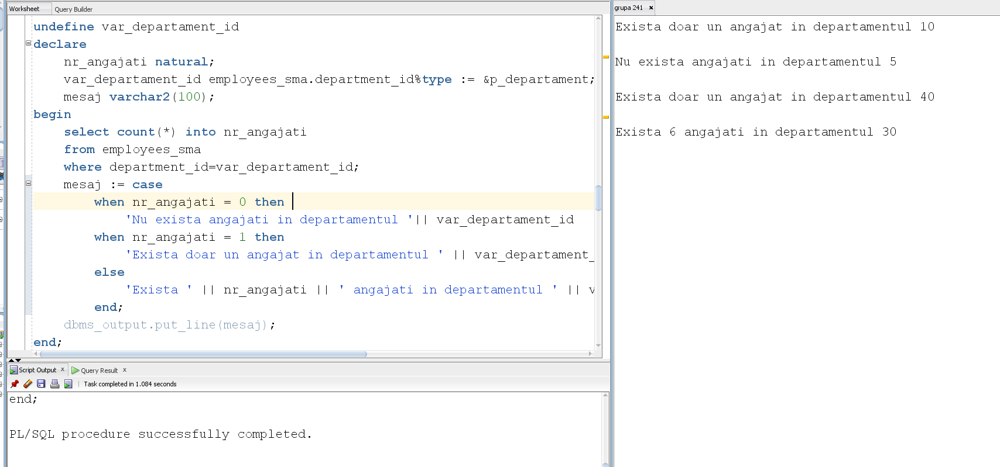 Worksheet Query Builder
undefine var_departament_id
declare
nr_angajati natural;
var_departament_id employees_sma.department_id%type := &p_departament;
mesaj varchar2(100);
begin
select count(*) into nr_angajati
from employees_sma
where department_id=var_departament_id;
mesaj := case
when nr_angajati = 0 then
'Nu exista angajati in departamentul '|| var_departament_id
when nr_angajati = 1 then
'Exista doar un angajat in departamentul ' || var_departament_
else
'Exista ' || nr_angajati || ' angajati in departamentul ' || v
end;
dbms_output.put_line(mesaj);
end;
Script Output x Query Result x
Task completed in 1.084 seconds
end;
PL/SQL procedure successfully completed.
grupa 241 x
Exista doar un angajat in departamentul 10
Nu exista angajati in departamentul 5
Exista doar un angajat in departamentul 40
Exista 6 angajati in departamentul 30